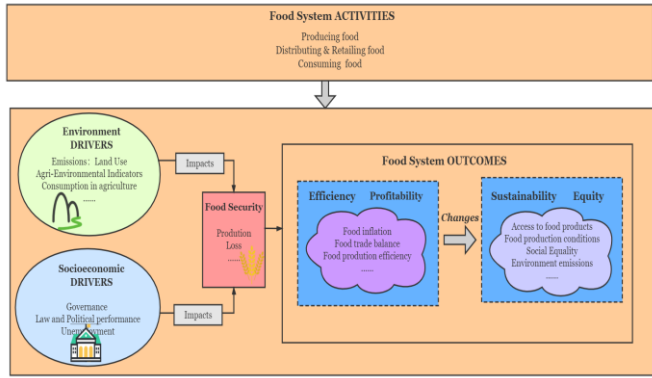 Food System ACTIVITIES
Producing food
Distributing & Retailing food
Consuming food
Environment
DRIVERS
Emissions: Land Use
Agri-Environmental Indicators
Consumption in agriculture
......
Impacts
Food Security
Prodution
Loss
......
Socioeconomic
DRIVERS
Governance
Law and Political performance
Unemployment
Impacts
Food System OUTCOMES
Efficiency Profitability
Food inflation
Food trade balance
Food prodution efficiency
......
Changes
Sustainability Equity
Access to food products
Food production conditions
Social Equality
Environment emissions
......